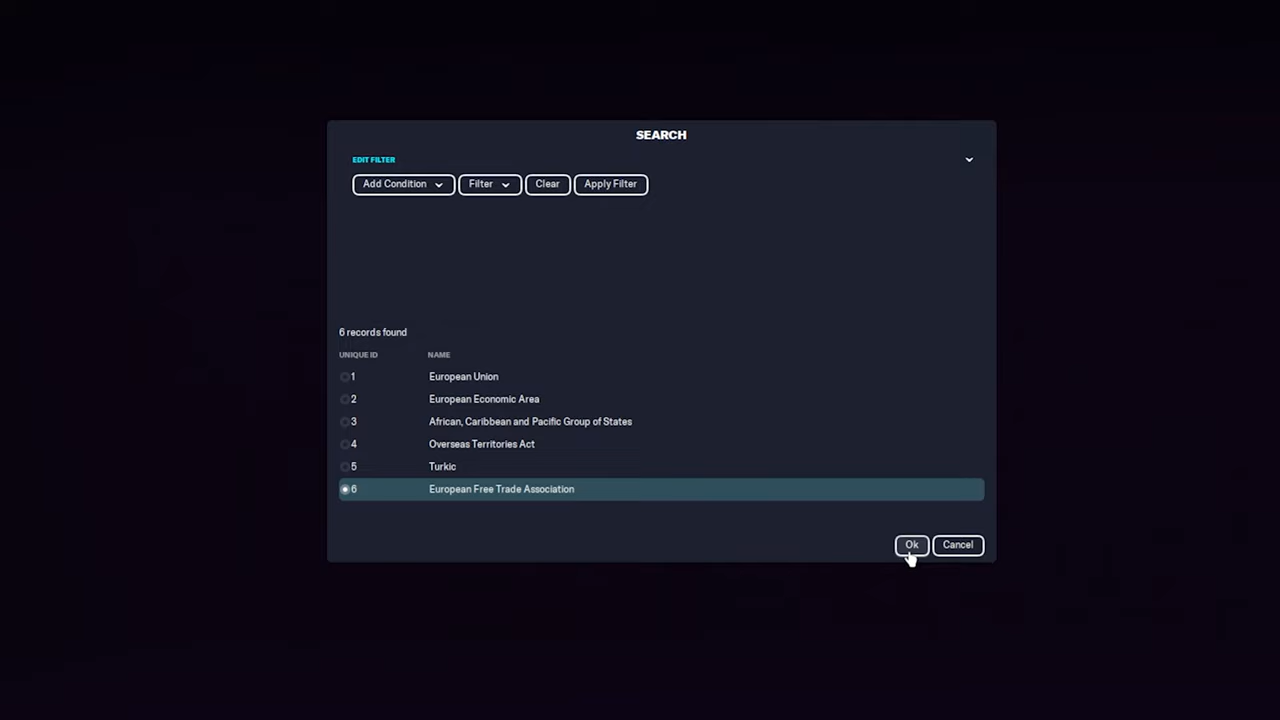 SEARCH
EDIT FILTER
Add Condition Filter Clear Apply Filter
6 records found
UNIQUE ID NAME
1 European Union
2 European Economic Area
3 African, Caribbean and Pacific Group of States
4 Overseas Territories Act
5 Turkic
6 European Free Trade Association
Ok Cancel